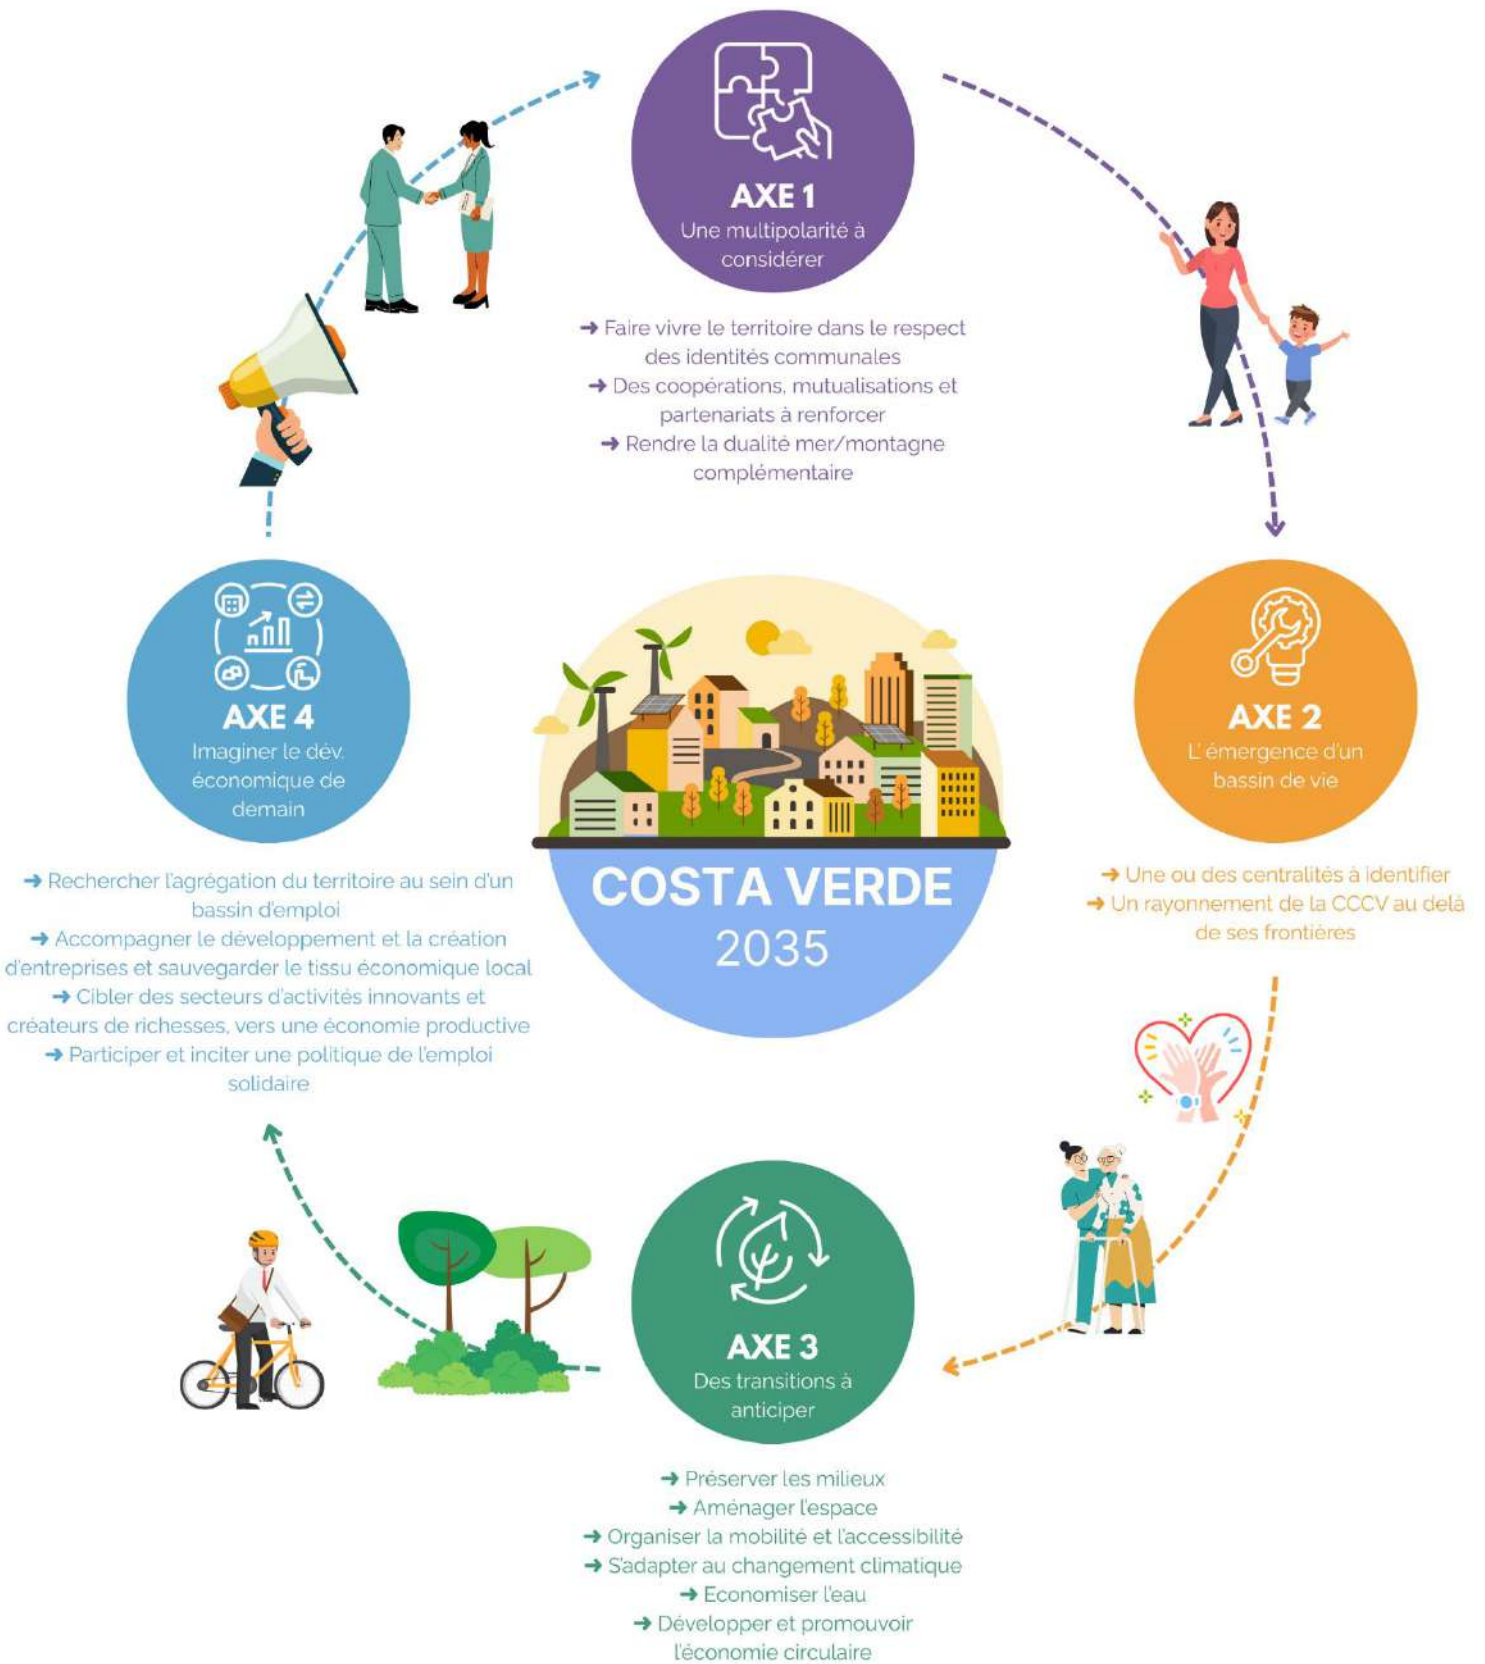 AXE 1
Une multipolarité à
considérer
➔ Faire vivre le territoire dans le respect
des identités communales
➔ Des coopérations, mutualisations et
partenariats à renforcer
➔ Rendre la dualité mer/montagne
complémentaire
AXE 2
L' émergence d'un
bassin de vie
➔ Une ou des centralités à identifier
➔ Un rayonnement de la CCCV au delà
de ses frontières
AXE 3
Des transitions à
anticiper
➔ Préserver les milieux
➔ Aménager l'espace
➔ Organiser la mobilité et l'accessibilité
➔ S'adapter au changement climatique
➔ Economiser l'eau
➔ Développer et promouvoir
l'économie circulaire
AXE 4
Imaginer le dév.
économique de
demain
➔ Rechercher l'agrégation du territoire au sein d'un
bassin d'emploi
➔ Accompagner le développement et la création
d'entreprises et sauvegarder le tissu économique local
➔ Cibler des secteurs d'activités innovants et
créateurs de richesses, vers une économie productive
➔ Participer et inciter une politique de l'emploi
solidaire
COSTA VERDE
2035